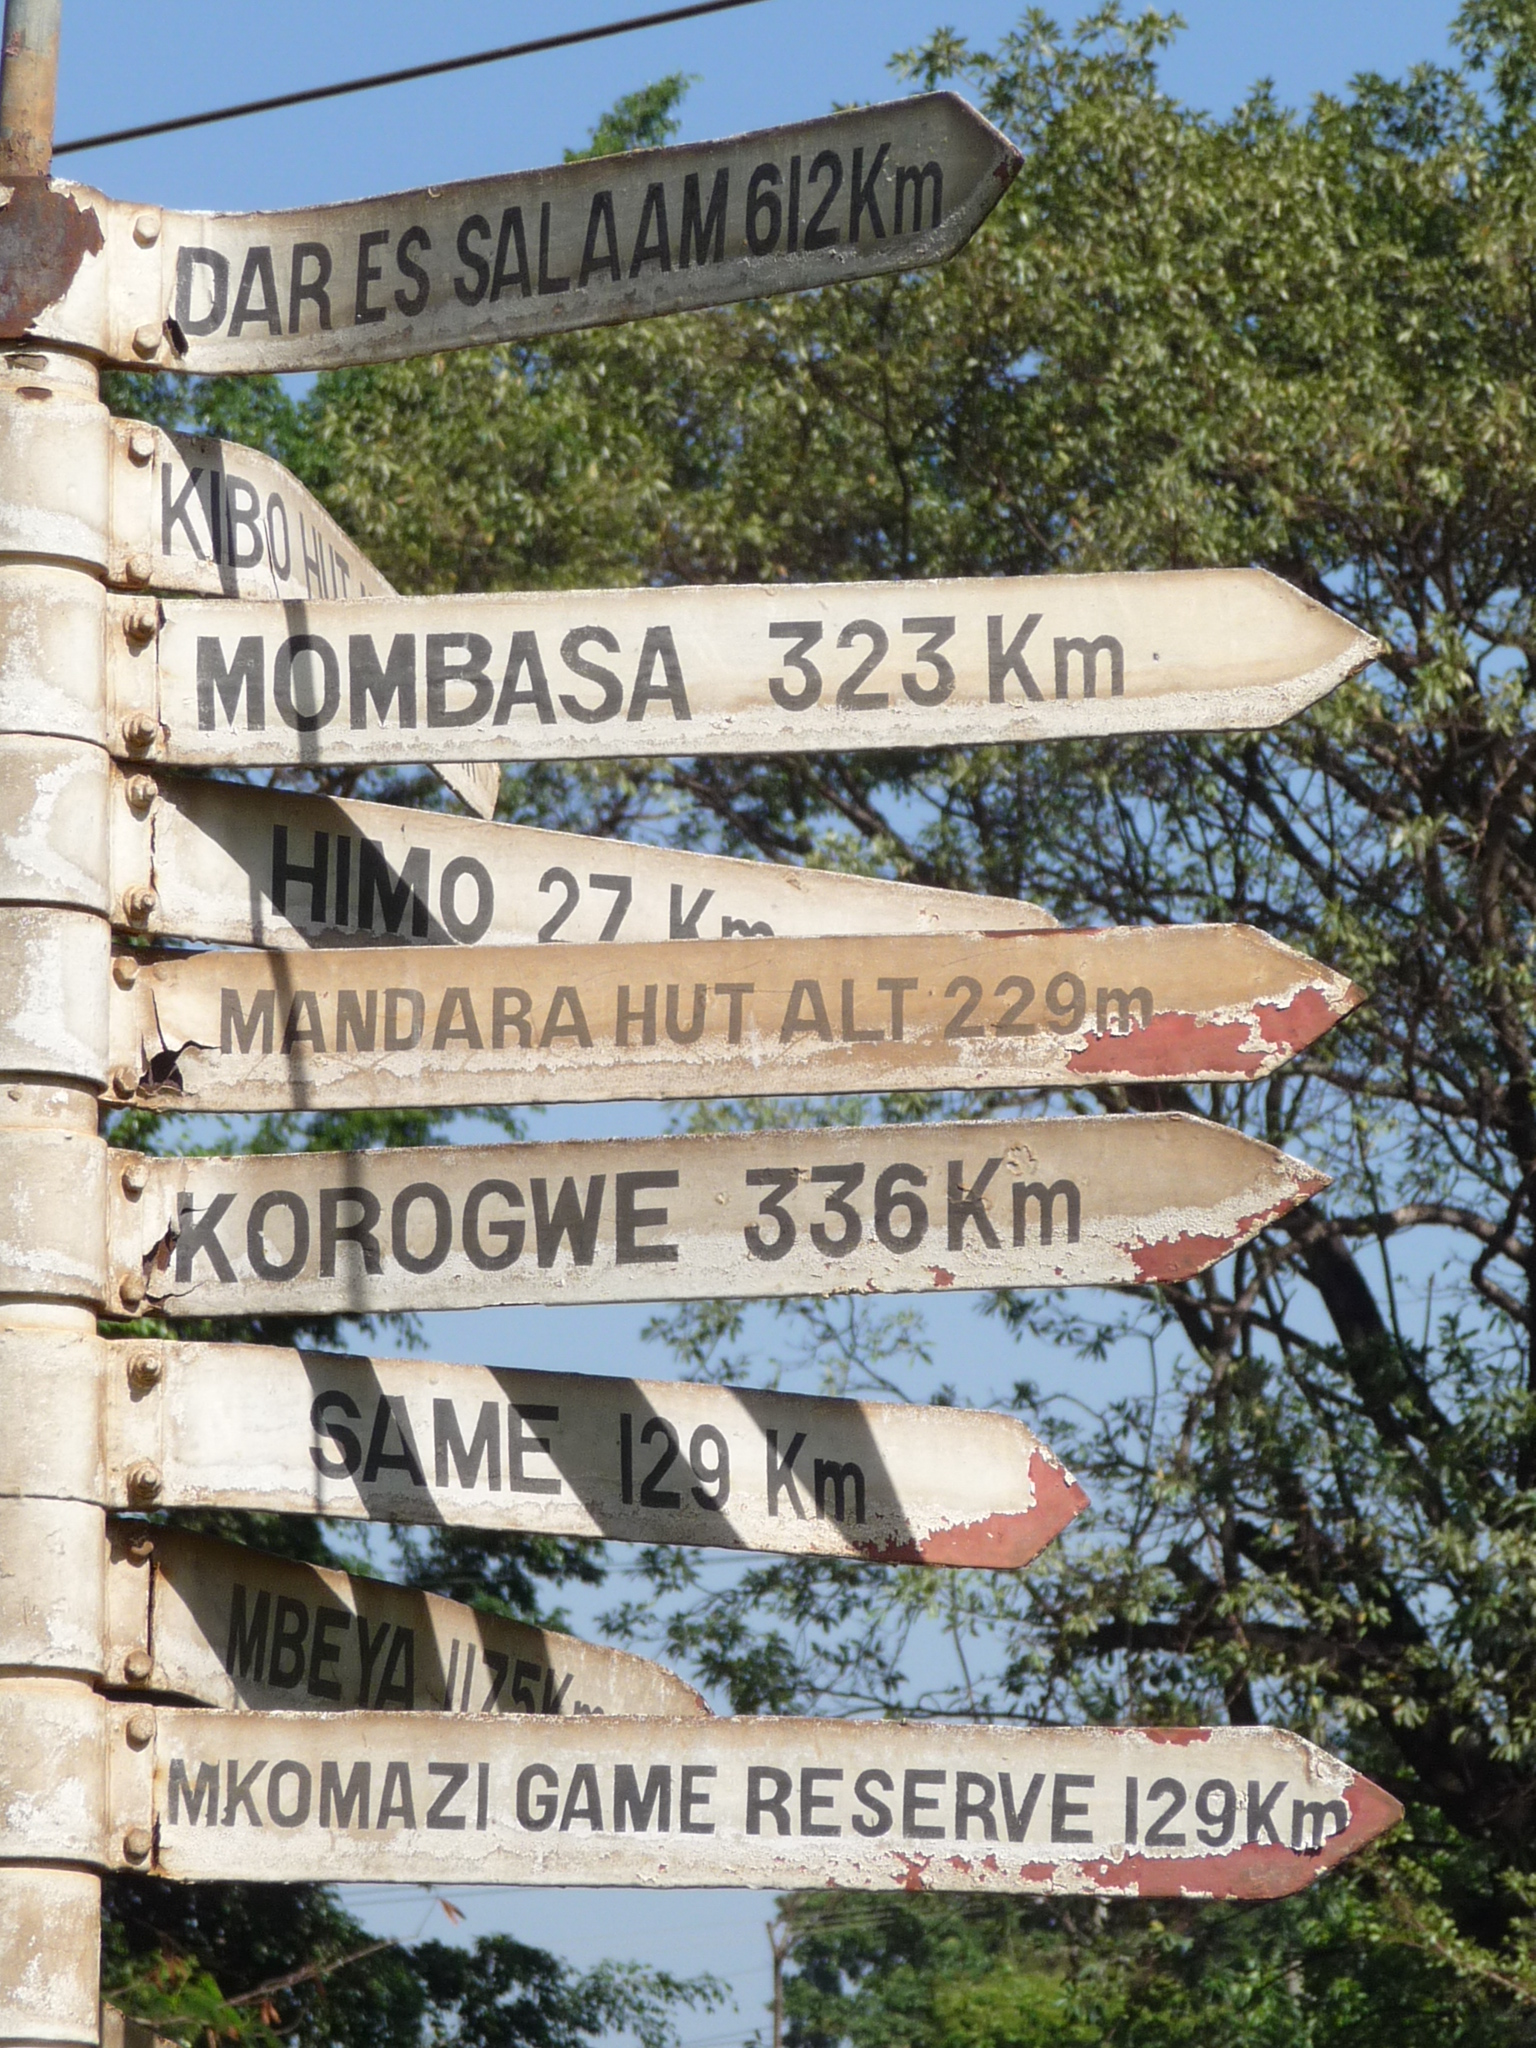 DAR ES SALAAM 612Km
KIBO HUT
MOMBASA 323 Km
HIMO 27 Km
MANDARA HUT ALT 229m
KOROGWE 336Km
SAME 129 Km
MBEYA 1175Km
MKOMAZI GAME RESERVE 129Km